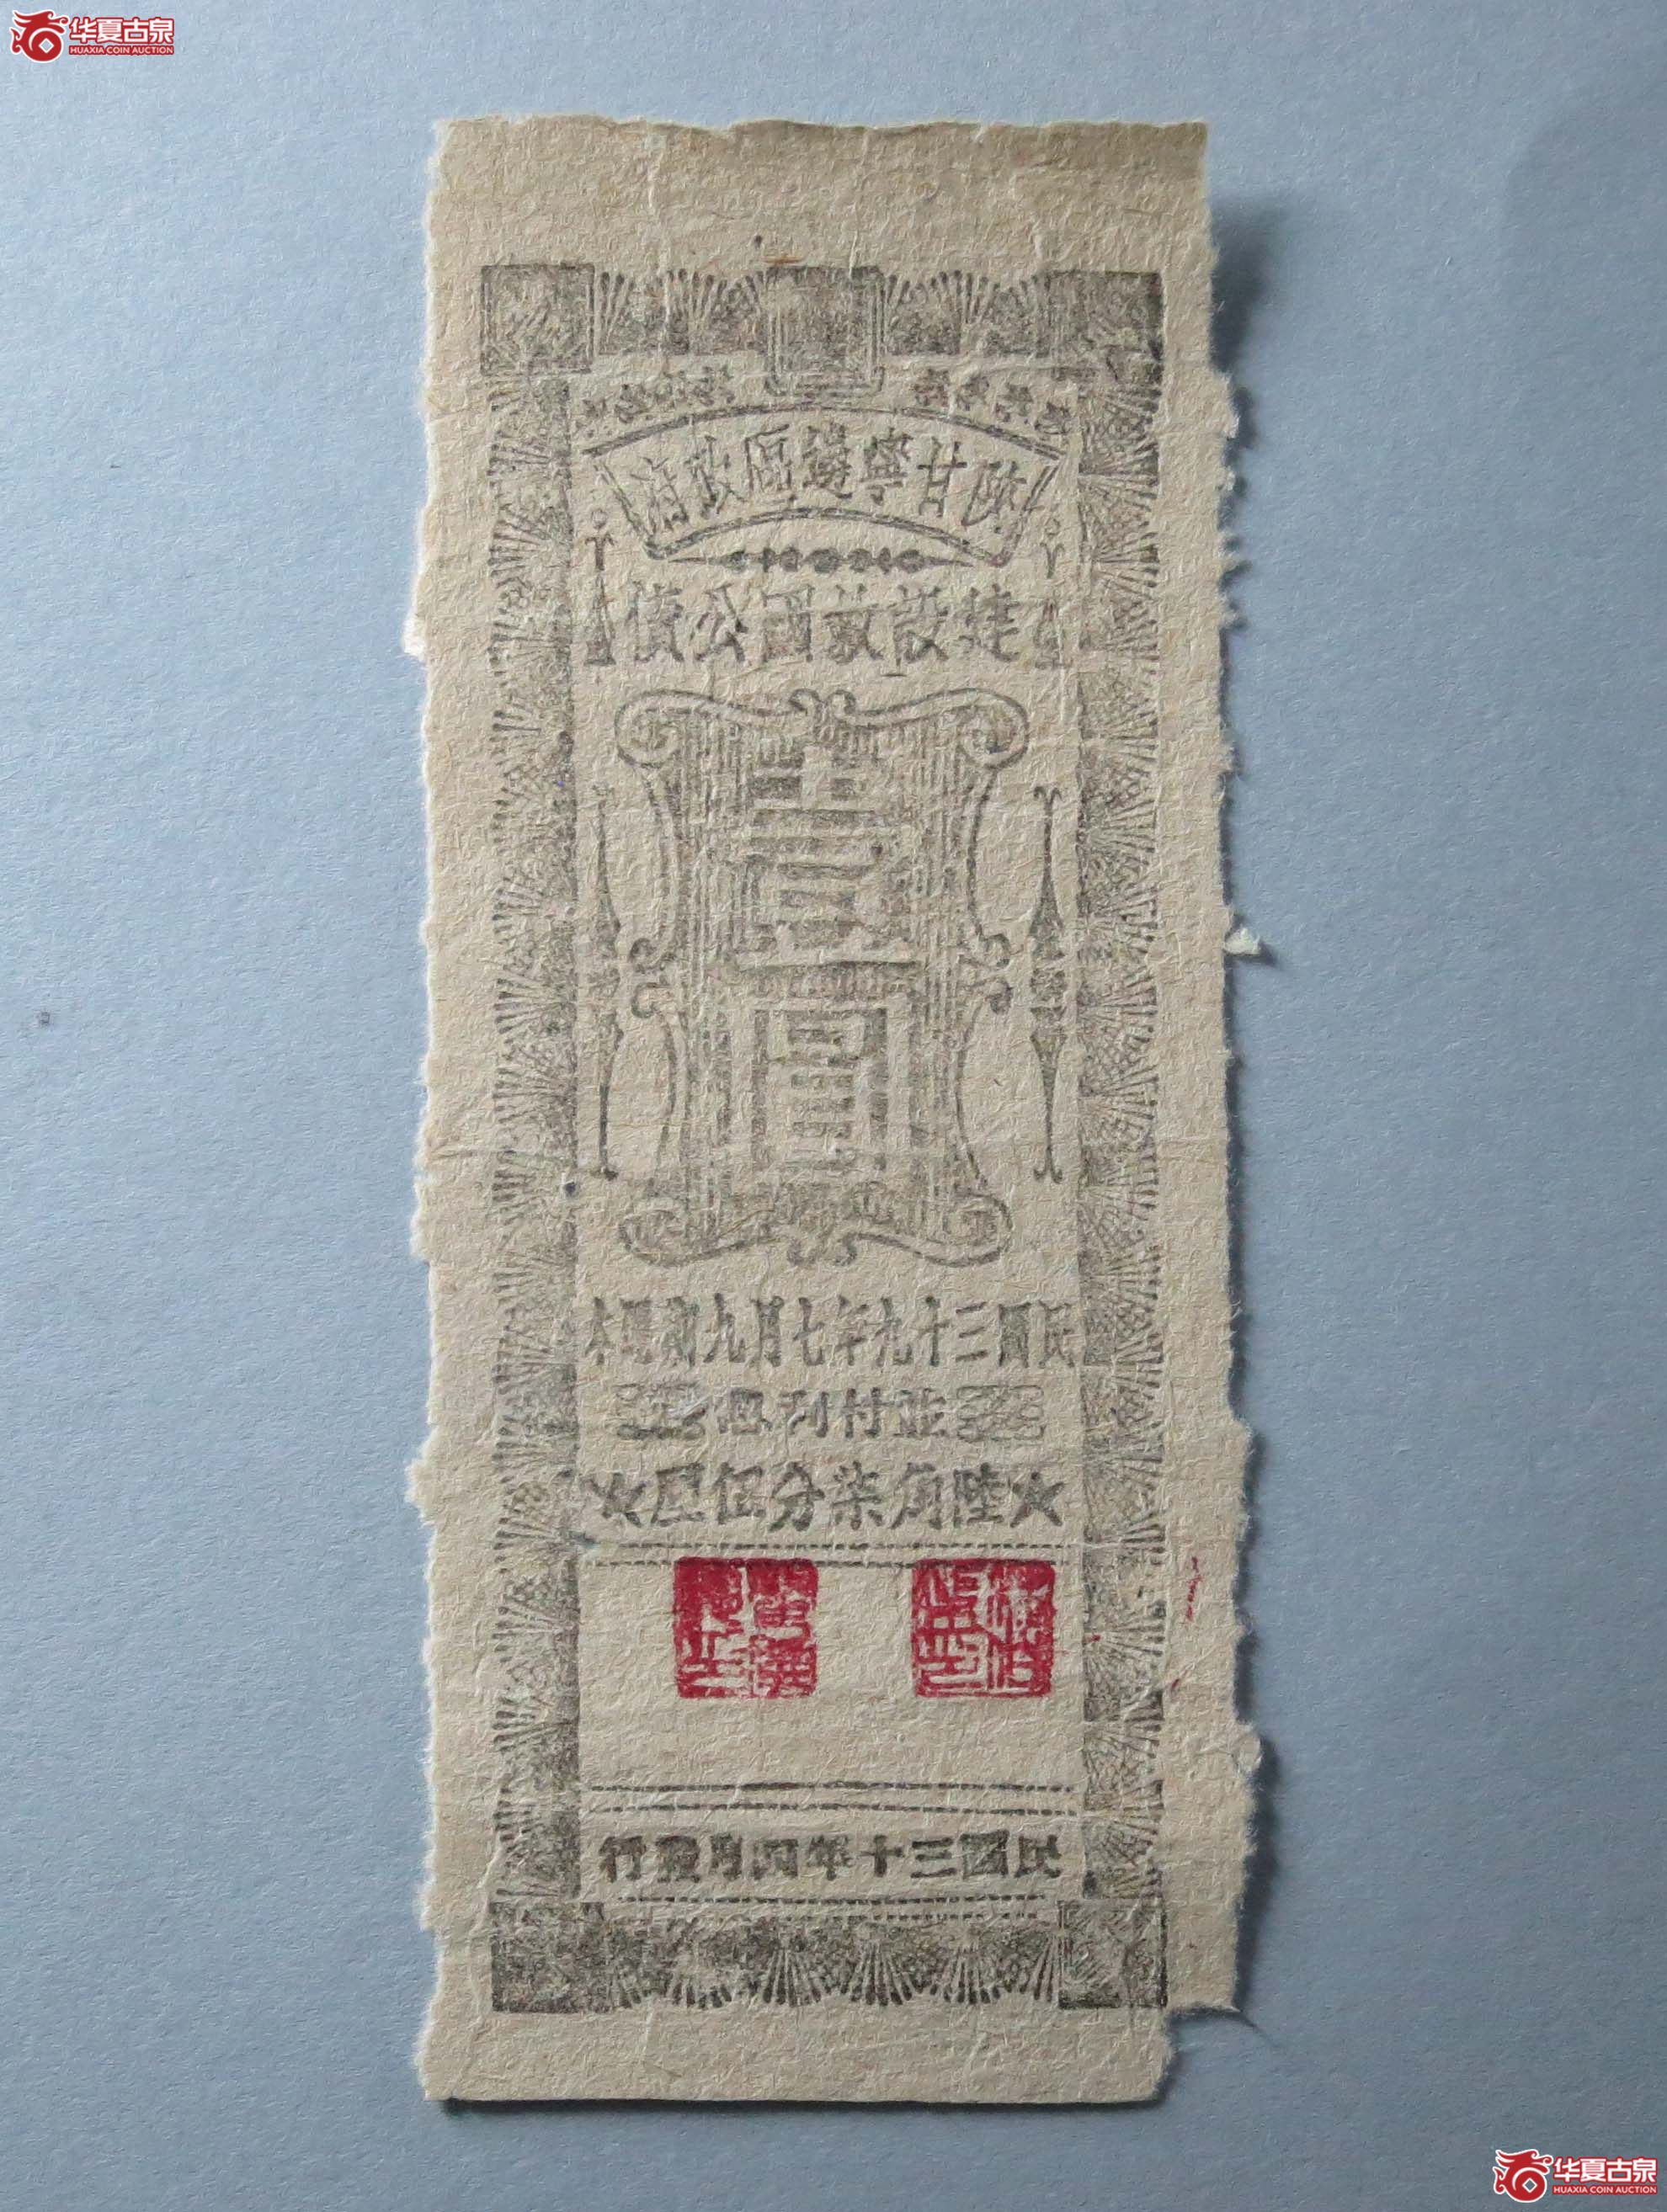 华夏古泉
HUAXIA COIN AUCTION
陝甘寧邊區政府
建設救國公債
壹圓
民國三十九年七月九期還本
並付利息
★陸角柒分伍厘★
民國三十年四月發行
华夏古泉
HUAXIA COIN AUCTION